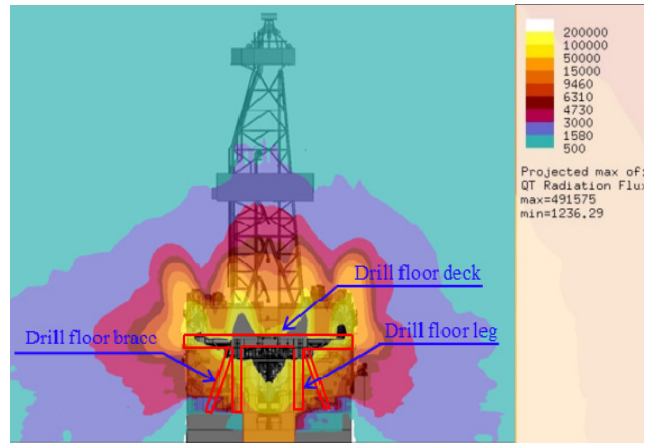 200000
100000
50000
15000
9460
6310
4730
3000
1580
500
Projected max of:
QT Radiation Flu
max=491575
min=1236.29
Drill floor deck
Drill floor brace
Drill floor leg